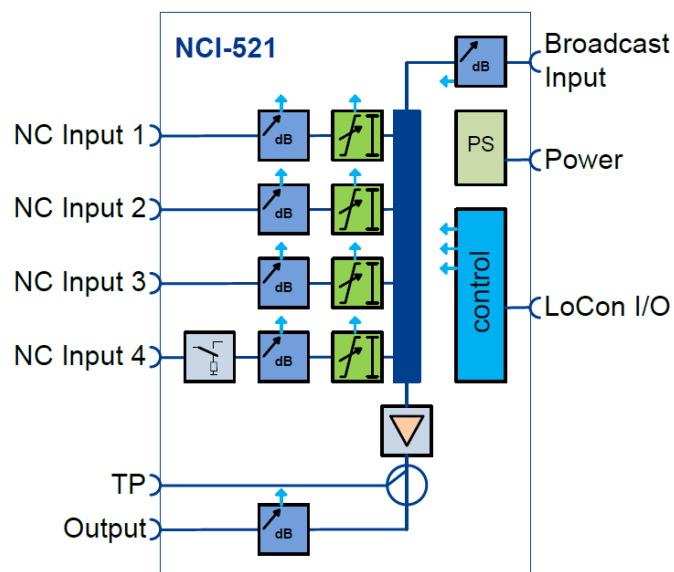 NCI-521
Broadcast
Input
dB
NC Input 1
dB
PS
Power
NC Input 2
dB
NC Input 3
dB
control
LoCon I/O
NC Input 4
dB
TP
Output
dB